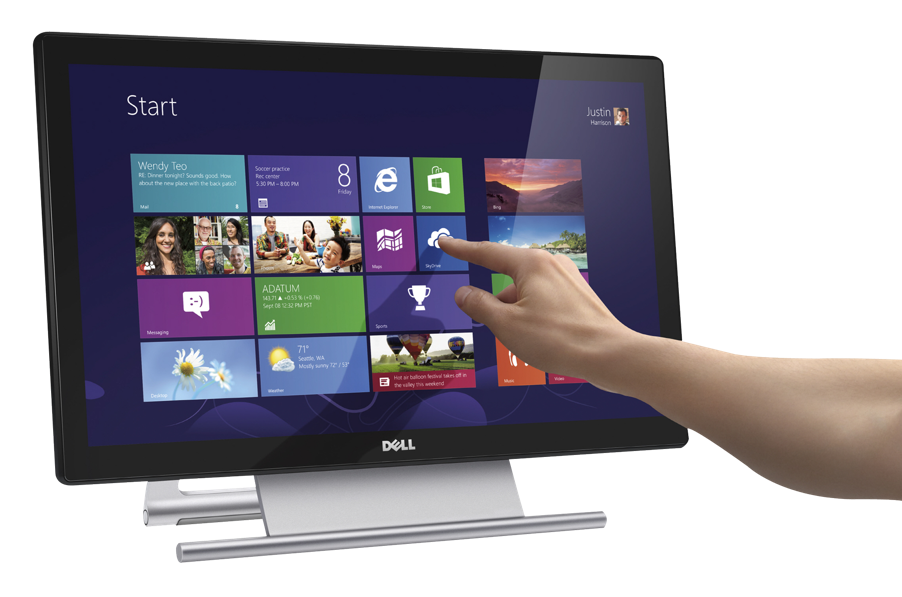 Start
Justin
Harrison
Wendy Teo
RE: Dinner tonight? Sounds good. How
about the new place with the back patio?
Mail
8
Soccer practice
Rec center
5:30 PM – 8:00 PM
8
Friday
Internet Explorer
Store
Bing
Maps
SkyDrive
:-)
Messaging
ADATUM
143.71 ▲ +0.53 % (+0.76)
Sept 08 12:32 PM PST
Sports
Desktop
71°
Seattle, WA
Mostly sunny 72° / 53°
Weather
Hot air balloon festival takes off in
the valley this weekend
Music
Video
DELL